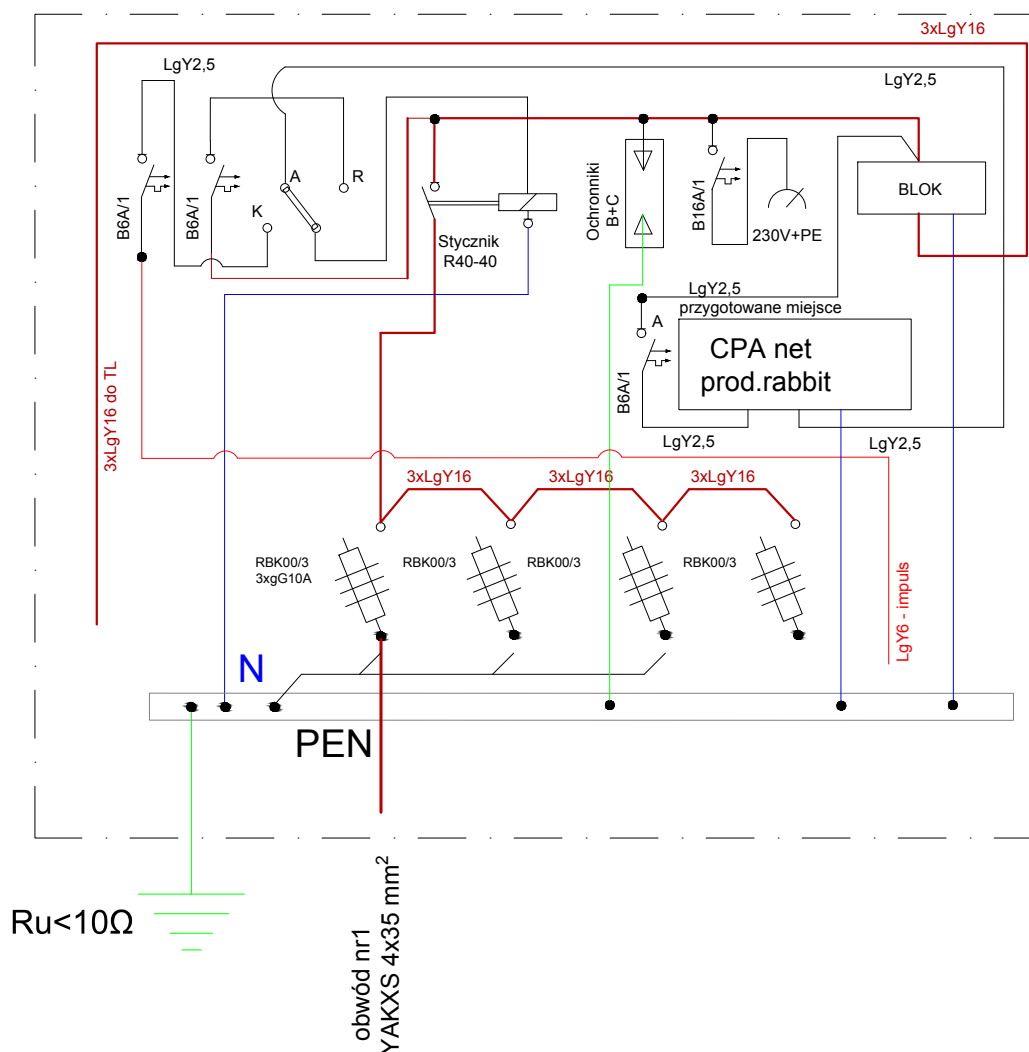 3xLgY16
LgY2,5
LgY2,5
B6A/1
B6A/1
A
R
K
Stycznik
R40-40
Ochronniki
B+C
B16A/1
230V+PE
BLOK
LgY2,5
przygotowane miejsce
A
B6A/1
CPA net
prod.rabbit
LgY2,5
LgY2,5
3xLgY16 do TL
3xLgY16
3xLgY16
3xLgY16
RBK00/3
3xgG10A
RBK00/3
RBK00/3
RBK00/3
LgY6 - impuls
N
PEN
Ru<10Ω
obwód nr1
YAKXS 4x35 mm²